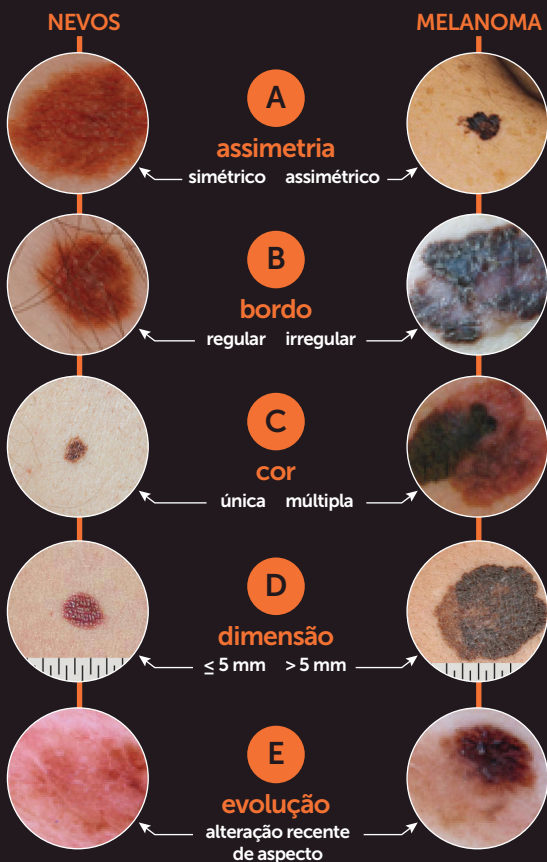 NEVOS
MELANOMA
A
assimetria
simétrico assimétrico
B
bordo
regular irregular
C
cor
única múltipla
D
dimensão
≤ 5 mm > 5 mm
E
evolução
alteração recente
de aspecto